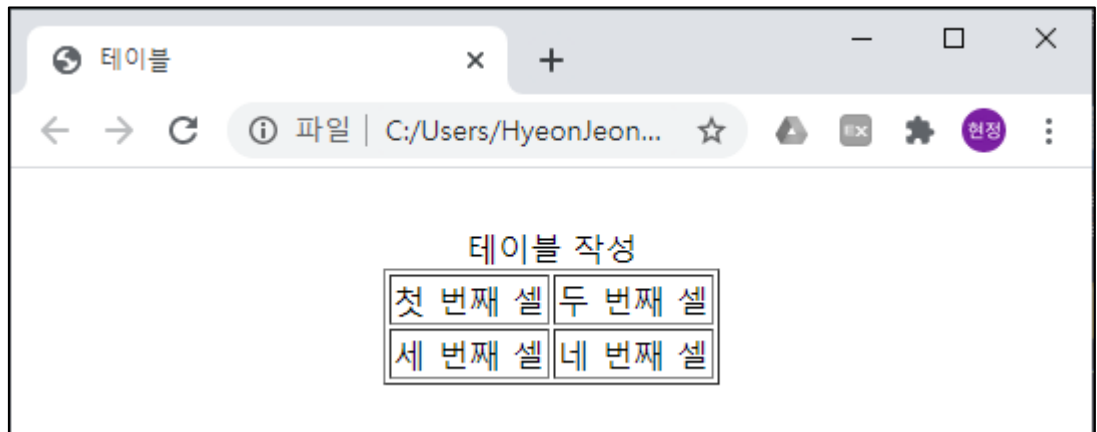 테이블
파일 | C:/Users/HyeonJeon... EX 현정
테이블 작성
첫 번째 셀 두 번째 셀
세 번째 셀 네 번째 셀